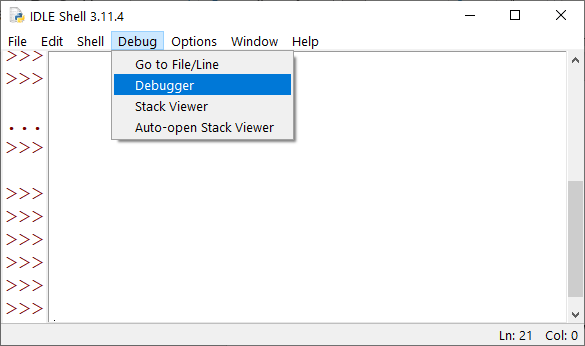 IDLE Shell 3.11.4
File Edit Shell Debug Options Window Help
>>>
>>>
...
>>>
>>>
>>>
>>>
>>>
>>>
>>>
Go to File/Line
Debugger
Stack Viewer
Auto-open Stack Viewer
Ln: 21 Col: 0